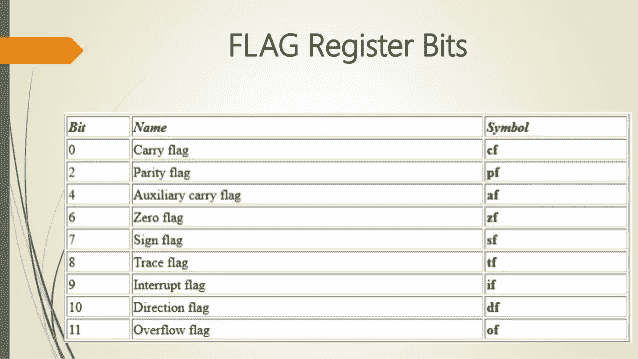 FLAG Register Bits
Bit Name Symbol
0 Carry flag cf
2 Parity flag pf
4 Auxiliary carry flag af
6 Zero flag zf
7 Sign flag sf
8 Trace flag tf
9 Interrupt flag if
10 Direction flag df
11 Overflow flag of